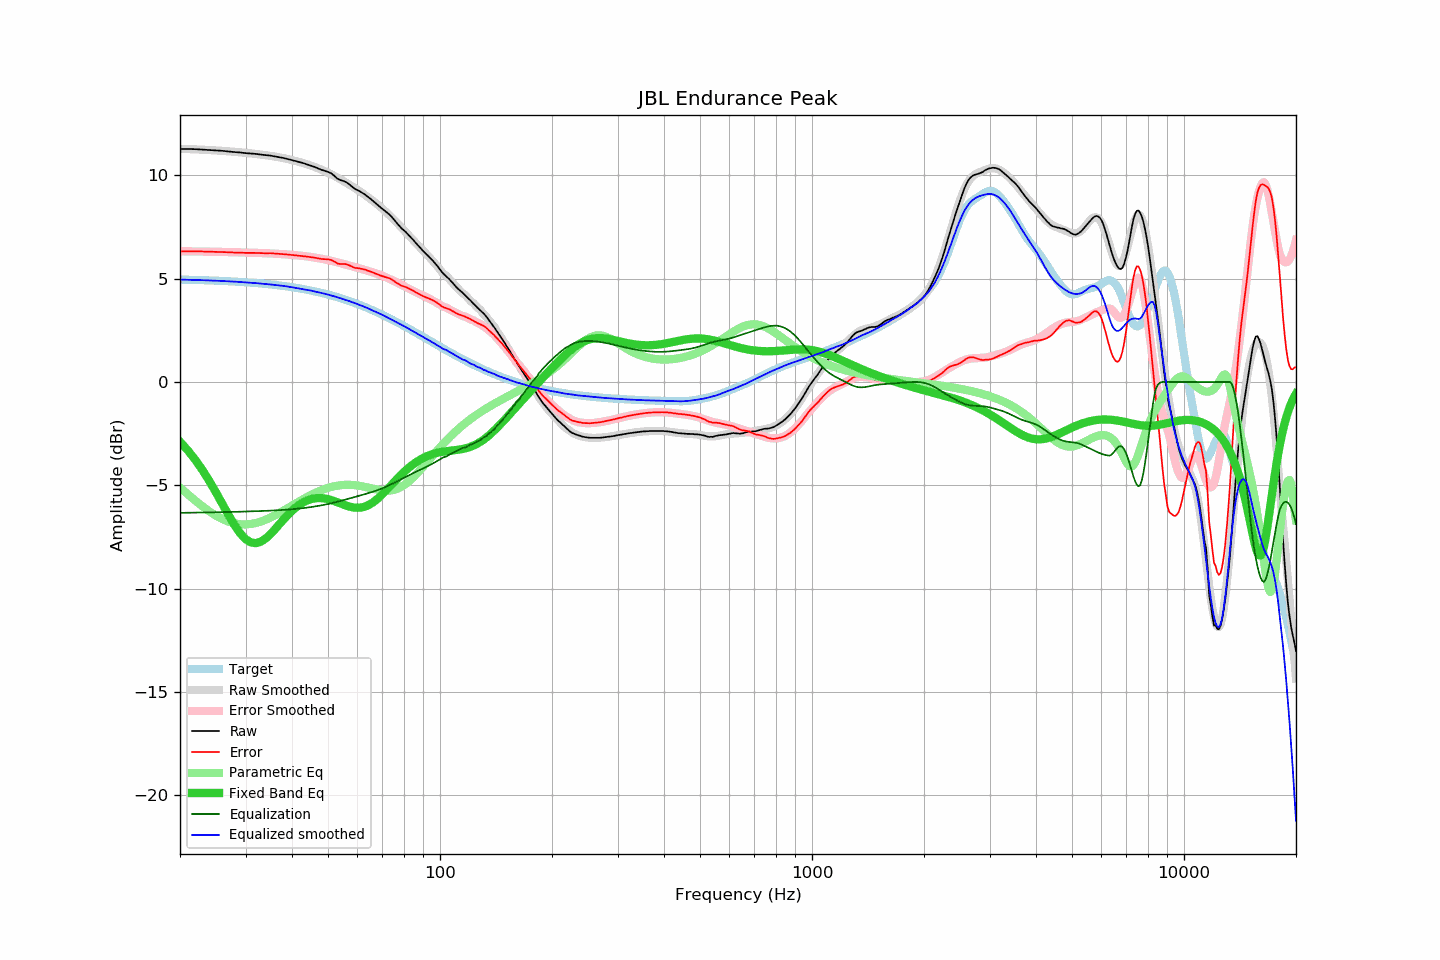 JBL Endurance Peak
Amplitude (dBr)
10
5
0
−5
−10
−15
−20
Target
Raw Smoothed
Error Smoothed
Raw
Error
Parametric Eq
Fixed Band Eq
Equalization
Equalized smoothed
100
1000
10000
Frequency (Hz)